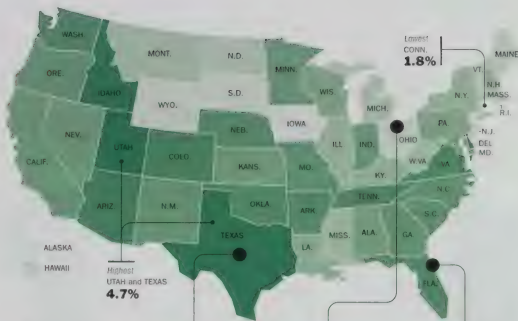 WASH.
MONT.
N.D.
MINN.
Lowest
CONN.
1.8%
MAINE
VT.
N.H.
MASS.
R.I.
ORE.
IDAHO
WYO.
S.D.
WIS.
MICH.
N.Y.
NEV.
UTAH
COLO.
NEB.
IOWA
ILL
IND.
OHIO
PA
-N.J.
DEL
MD.
CALIF.
KANS.
MO.
KY.
W.VA
VA
ARIZ.
N.M.
OKLA
ARK
TENN.
N.C.
S.C.
TEXAS
LA.
MISS.
ALA.
GA
FLA.
ALASKA
HAWAII
Highest
UTAH and TEXAS
4.7%